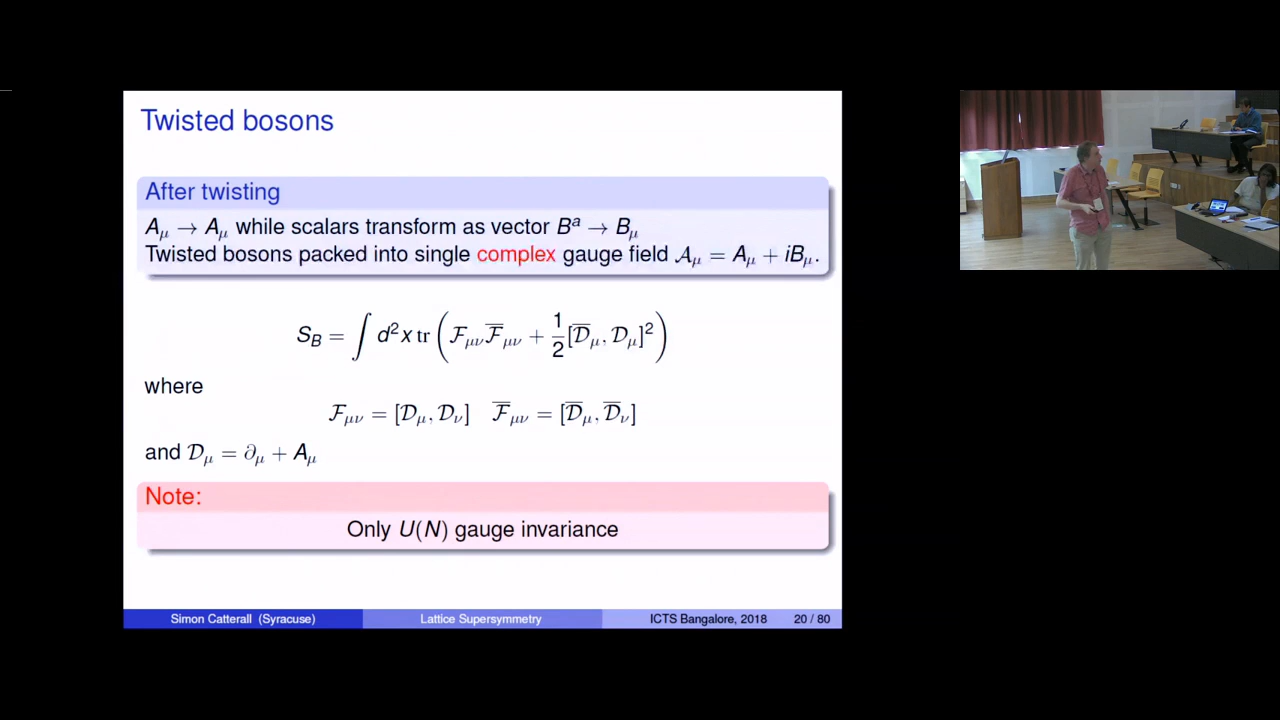 Twisted bosons
After twisting
A_μ → A_μ while scalars transform as vector B^a → B_μ
Twisted bosons packed into single complex gauge field 𝒜_μ = A_μ + iB_μ.
S_B = ∫ d²x tr ( ℱ_μν ℱ̅_μν + 1/2 [𝒟̅_μ, 𝒟_μ]² )
where
ℱ_μν = [𝒟_μ, 𝒟_ν] ℱ̅_μν = [𝒟̅_μ, 𝒟̅_ν]
and 𝒟_μ = ∂_μ + A_μ
Note:
Only U(N) gauge invariance
Simon Catterall (Syracuse) Lattice Supersymmetry ICTS Bangalore, 2018 20 / 80